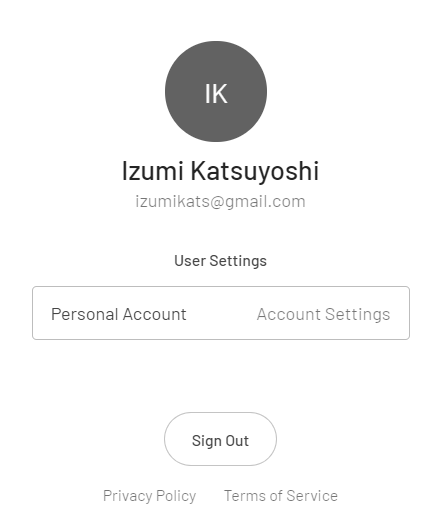 IK
Izumi Katsuyoshi
izumikats@gmail.com
User Settings
Personal Account Account Settings
Sign Out
Privacy Policy Terms of Service